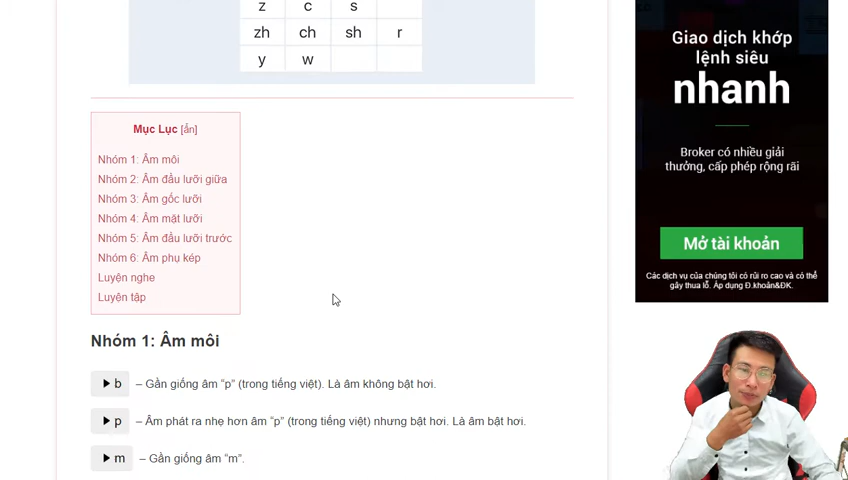 z c s
zh ch sh r
y w
Mục Lục [ẩn]
Nhóm 1: Âm môi
Nhóm 2: Âm đầu lưỡi giữa
Nhóm 3: Âm gốc lưỡi
Nhóm 4: Âm mặt lưỡi
Nhóm 5: Âm đầu lưỡi trước
Nhóm 6: Âm phụ kép
Luyện nghe
Luyện tập
Nhóm 1: Âm môi
b – Gần giống âm “p” (trong tiếng việt). Là âm không bật hơi.
p – Âm phát ra nhẹ hơn âm “p” (trong tiếng việt) nhưng bật hơi. Là âm bật hơi.
m – Gần giống âm “m”.
Giao dịch khớp
lệnh siêu
nhanh
Broker có nhiều giải
thưởng, cấp phép rộng rãi
Mở tài khoản
Các dịch vụ của chúng tôi có rủi ro cao và có thể
gây thua lỗ. Áp dụng Đ.khoản&ĐK.